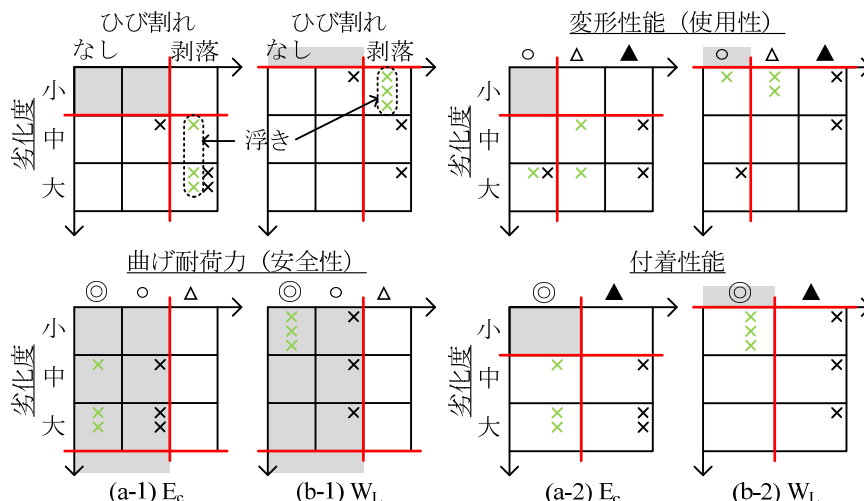 ひび割れ ひび割れ 変形性能（使用性）
なし 剥落 なし 剥落 ○ △ ▲ ○ △ ▲
劣化度 小 中 大 浮き 劣化度 小 中 大
曲げ耐荷力（安全性） 付着性能
◎ ○ △ ◎ ○ △ ◎ ▲ ◎ ▲
劣化度 小 中 大 劣化度 小 中 大
(a-1) Es (b-1) WL (a-2) Es (b-2) WL